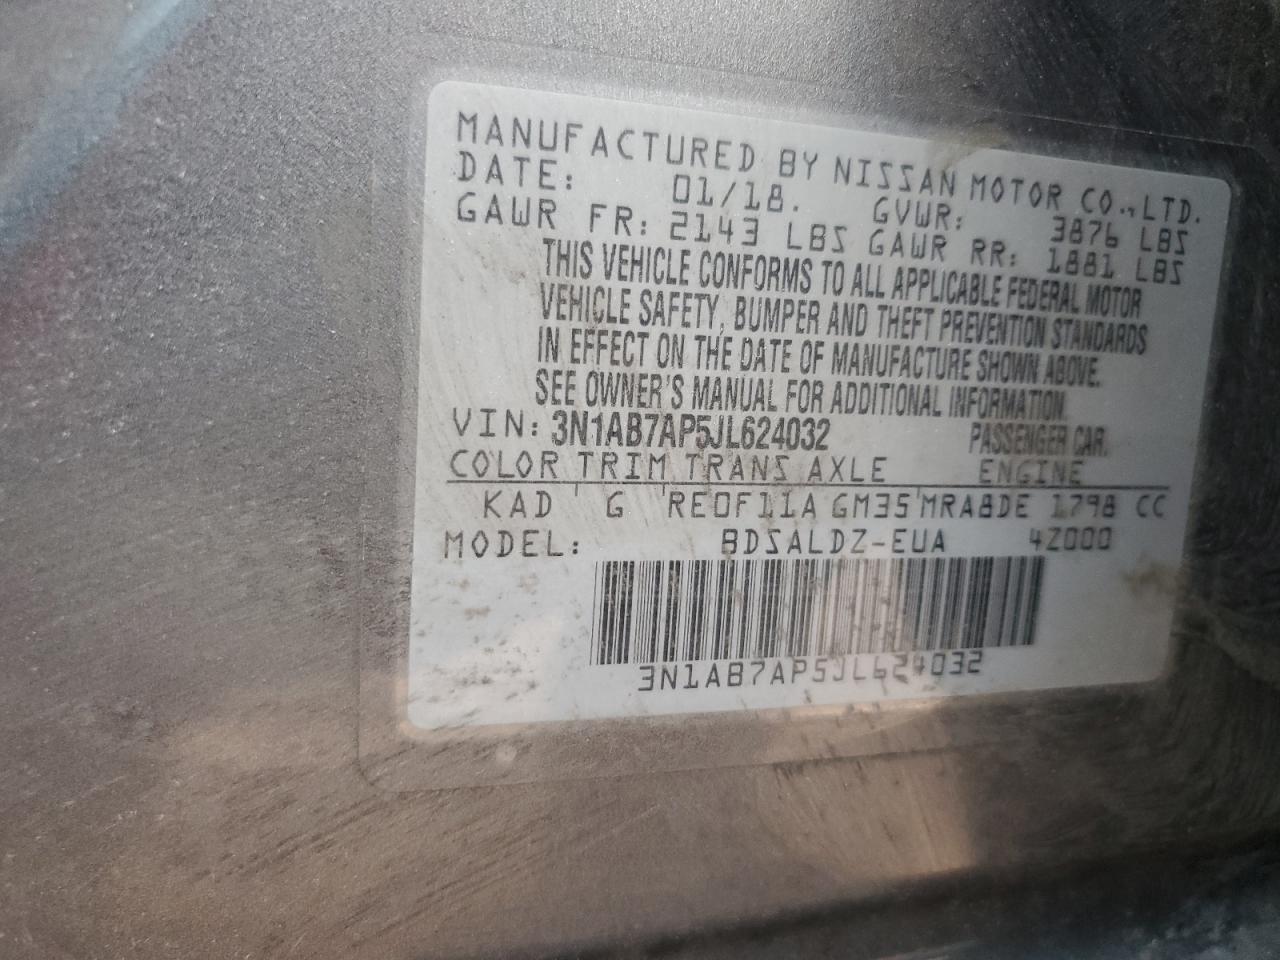 MANUFACTURED BY NISSAN MOTOR CO., LTD.
DATE: 01/18. GVWR: 3876 LBS
GAWR FR: 2143 LBS GAWR RR: 1881 LBS
THIS VEHICLE CONFORMS TO ALL APPLICABLE FEDERAL MOTOR
VEHICLE SAFETY, BUMPER AND THEFT PREVENTION STANDARDS
IN EFFECT ON THE DATE OF MANUFACTURE SHOWN ABOVE.
SEE OWNER'S MANUAL FOR ADDITIONAL INFORMATION.
VIN: 3N1AB7AP5JL624032 PASSENGER CAR.
COLOR TRIM TRANS AXLE ENGINE
KAD G RE0F11A GM35 MRA8DE 1798 CC
MODEL: BDSALDZ-EUA 4Z000
3N1AB7AP5JL624032